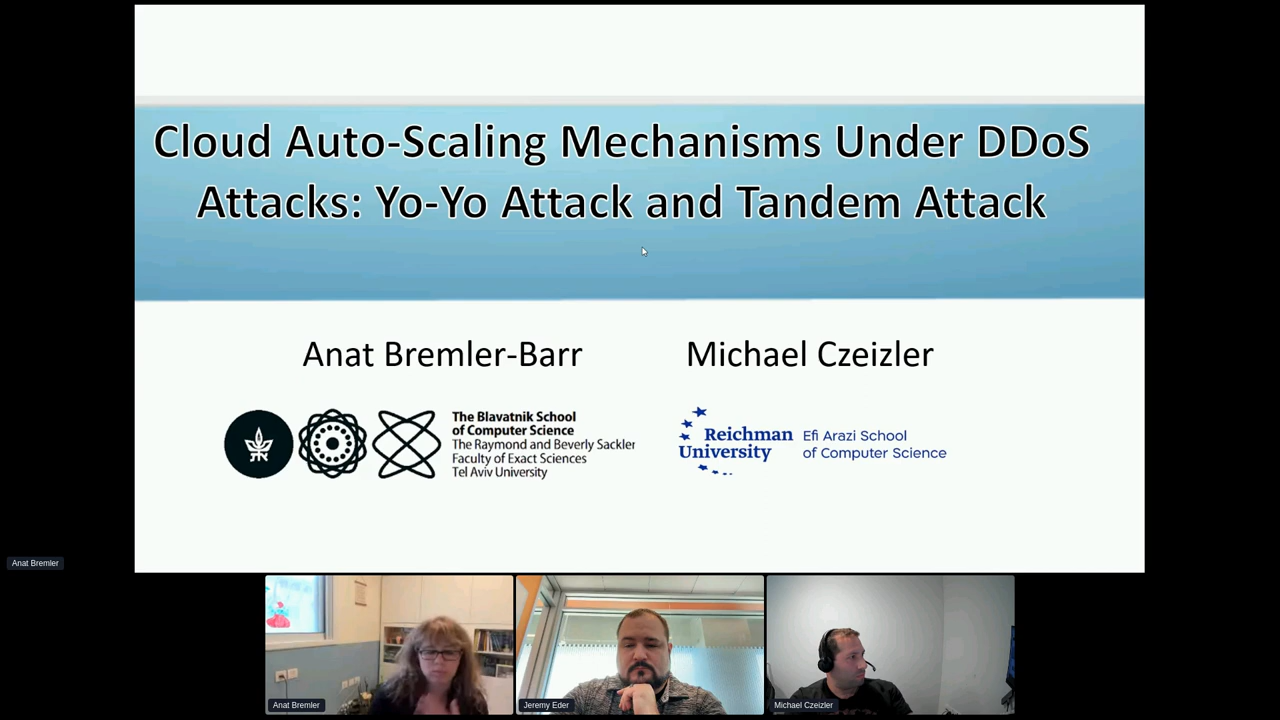 Cloud Auto-Scaling Mechanisms Under DDoS
Attacks: Yo-Yo Attack and Tandem Attack
Anat Bremler-Barr
Michael Czeizler
The Blavatnik School
of Computer Science
The Raymond and Beverly Sackler
Faculty of Exact Sciences
Tel Aviv University
Reichman
University
Efi Arazi School
of Computer Science
Anat Bremler
Anat Bremler
Jeremy Eder
Michael Czeizler